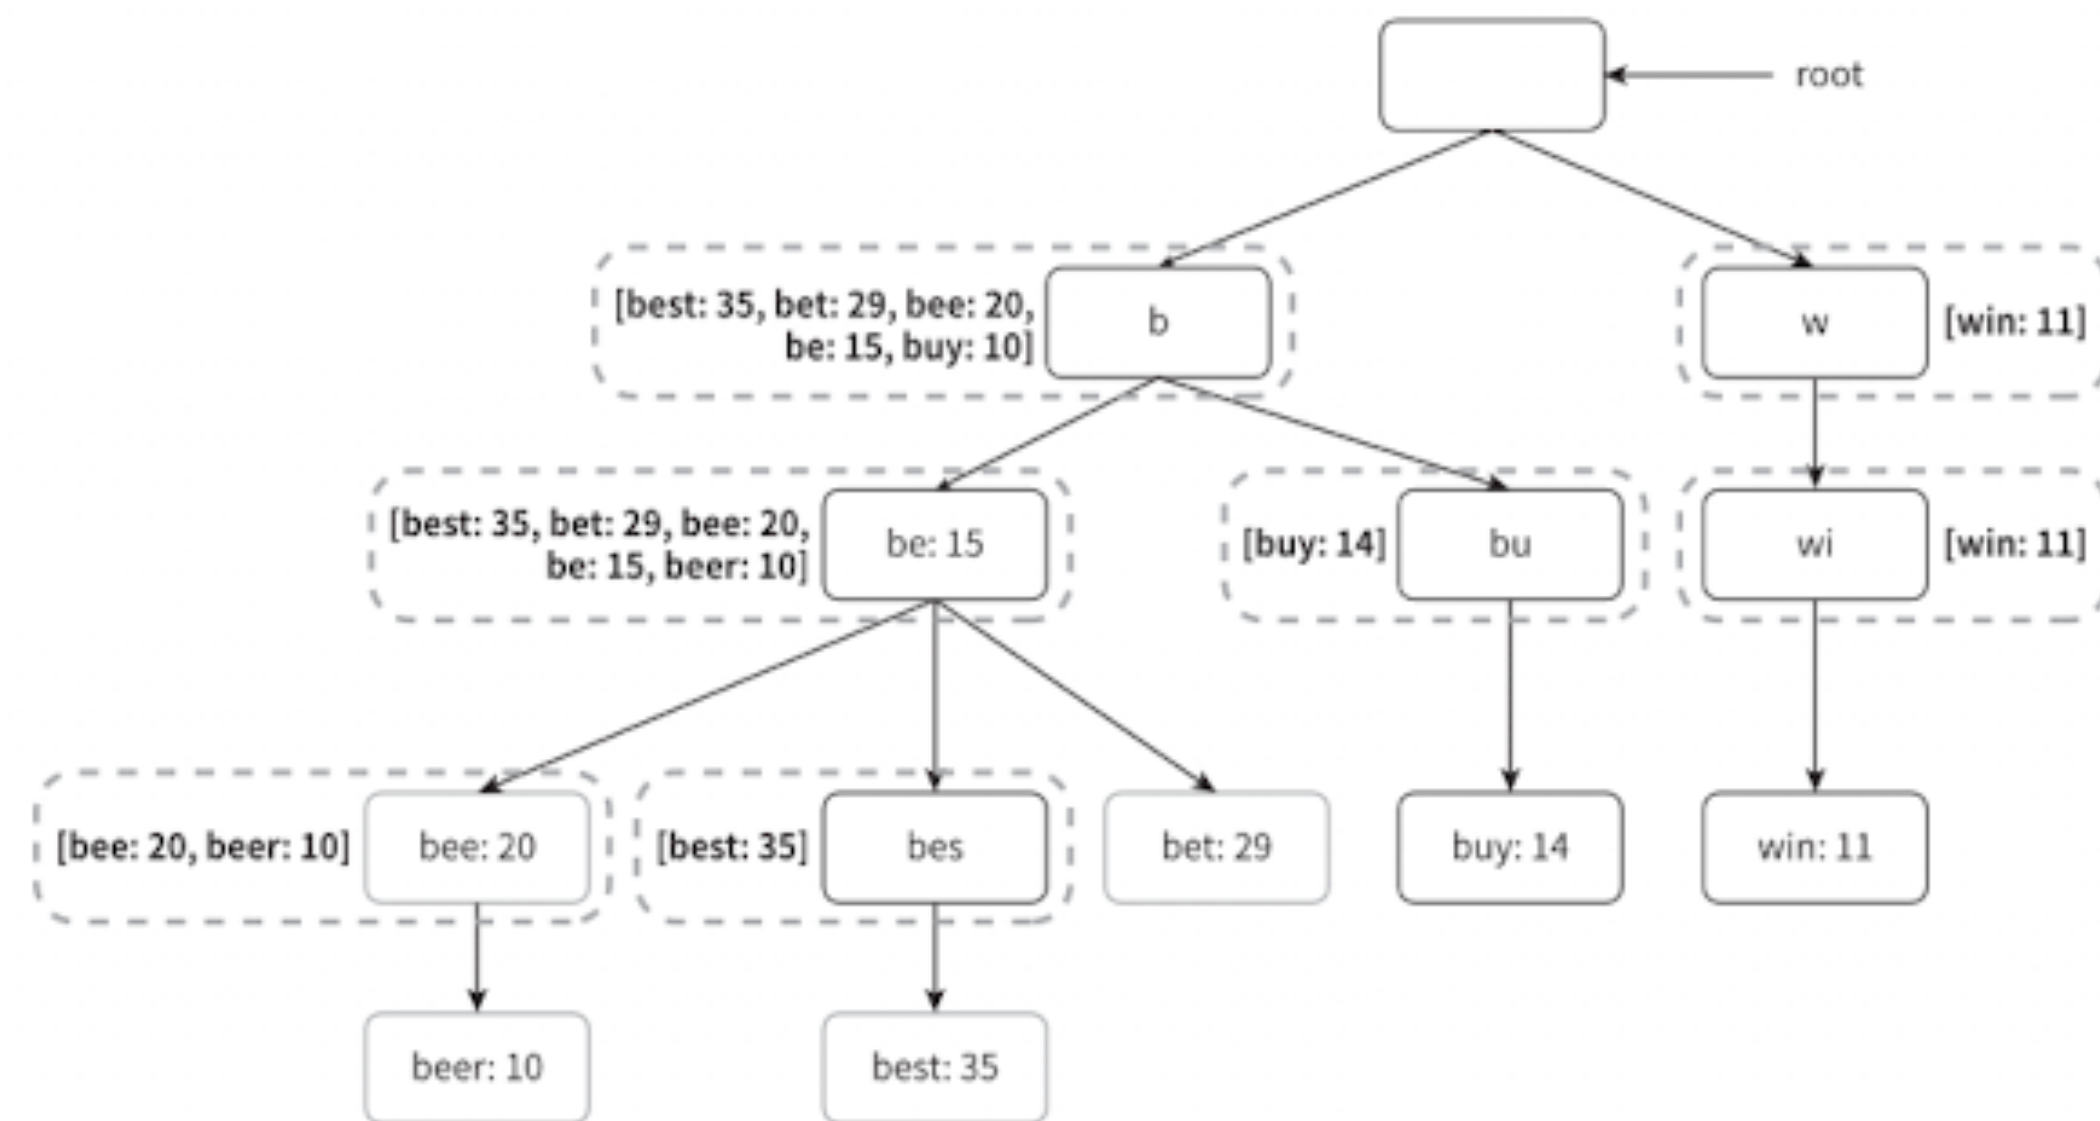 root
[best: 35, bet: 29, bee: 20,
be: 15, buy: 10]
b
w
[win: 11]
[best: 35, bet: 29, bee: 20,
be: 15, beer: 10]
be: 15
[buy: 14]
bu
wi
[win: 11]
[bee: 20, beer: 10]
bee: 20
[best: 35]
bes
bet: 29
buy: 14
win: 11
beer: 10
best: 35